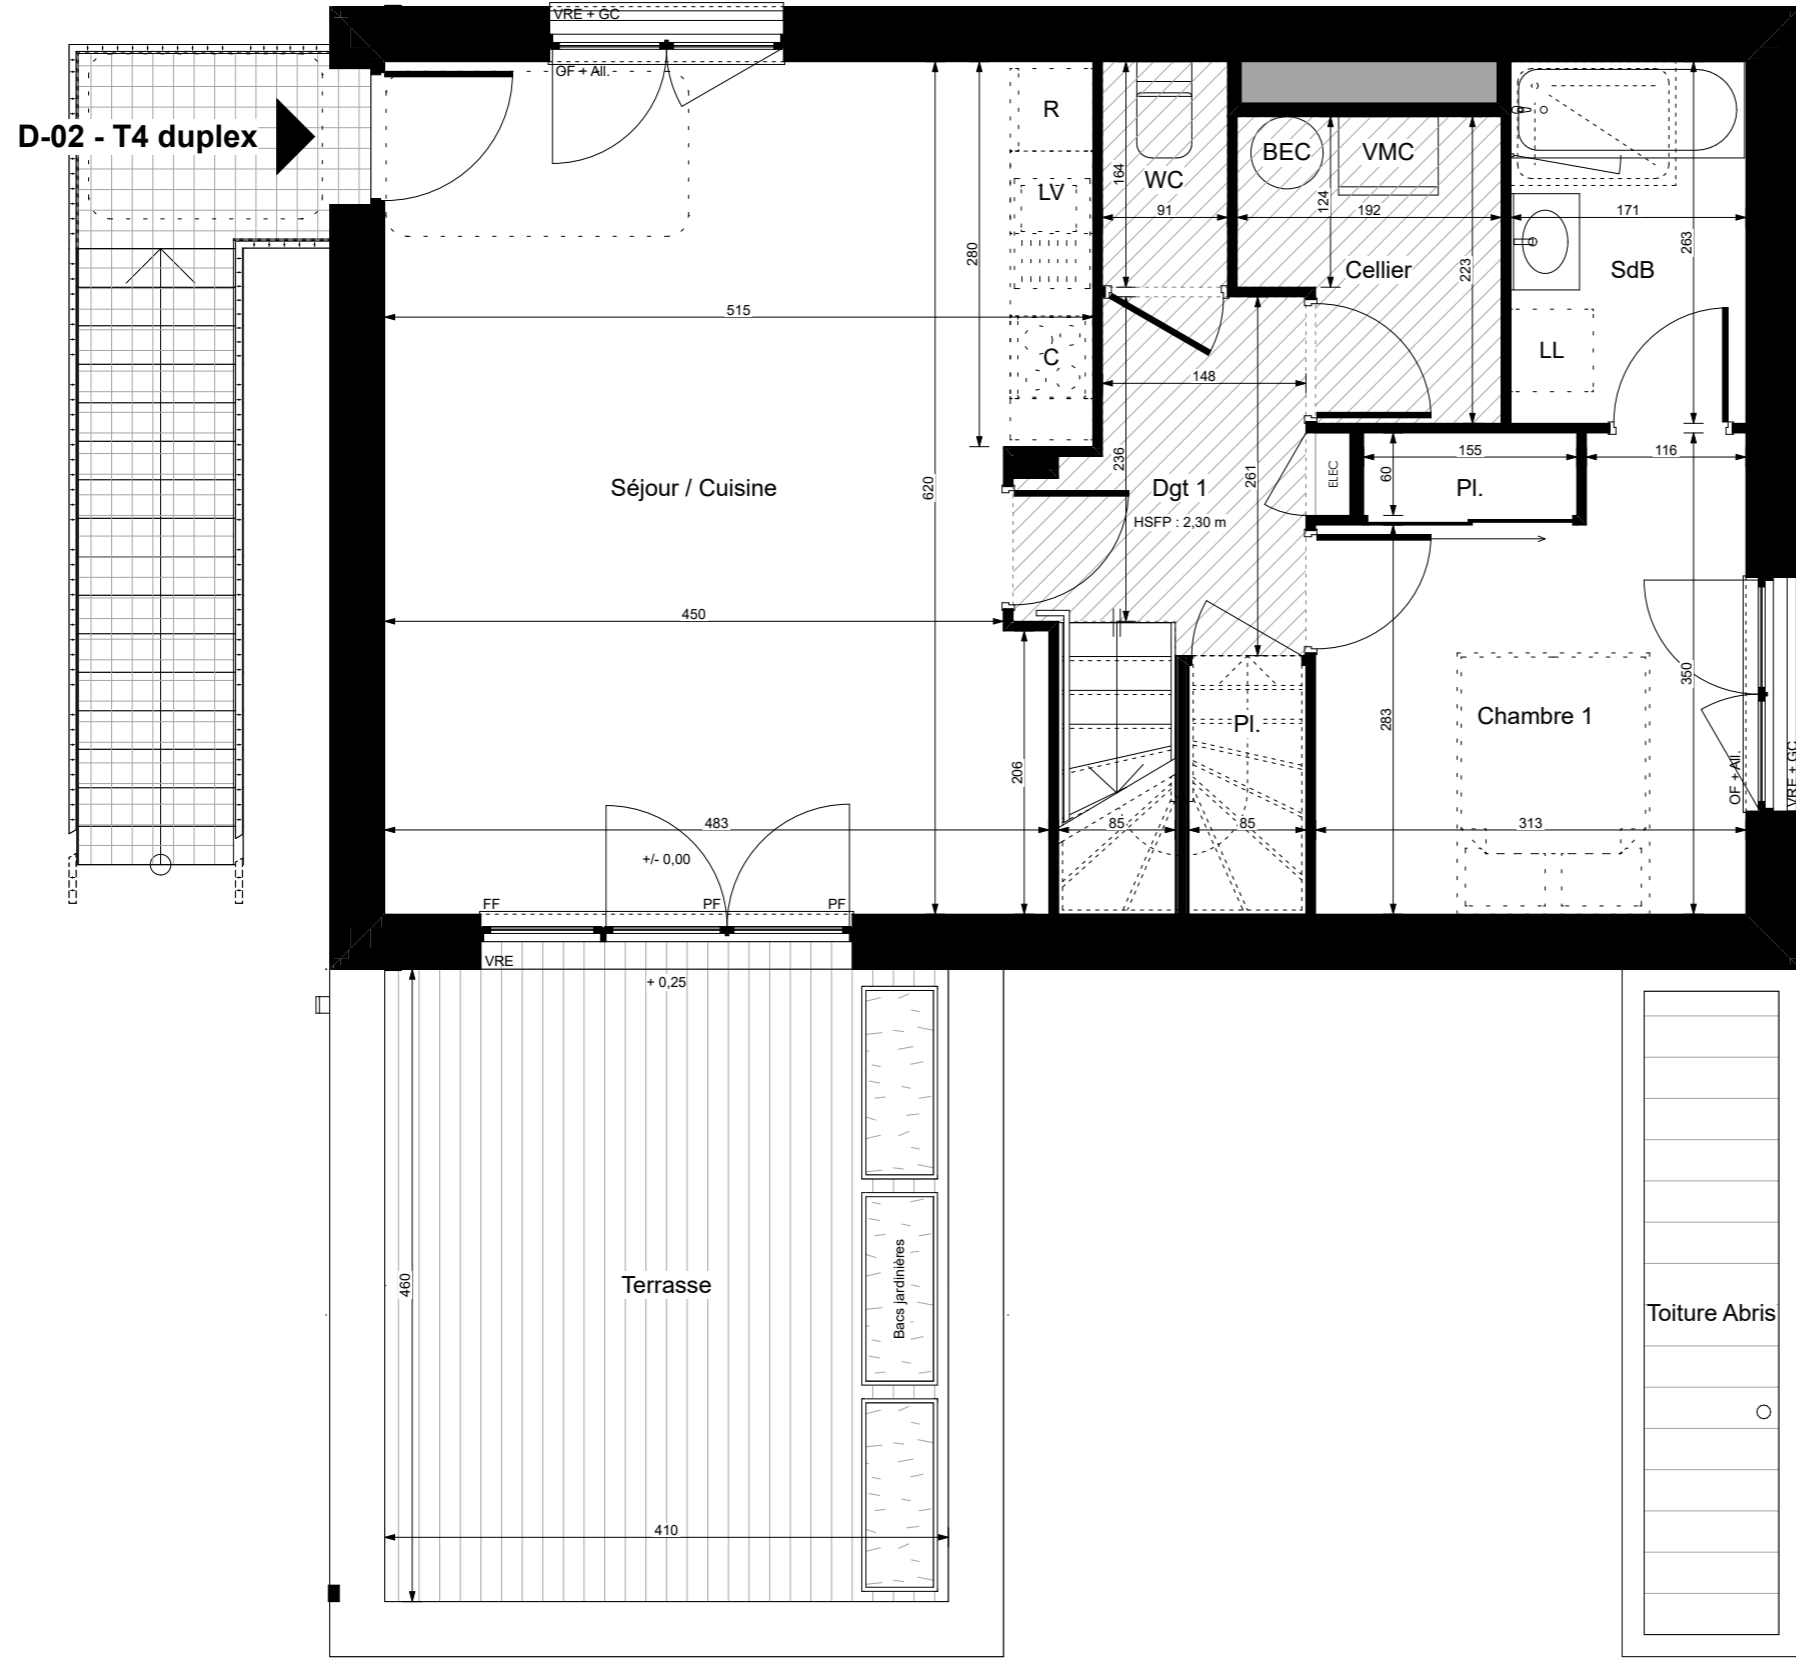 VRE + GC
OF + All.
D-02 - T4 duplex
R
LV
C
WC
BEC
VMC
Cellier
SdB
LL
164
91
124
192
223
171
263
280
515
148
236
261
620
Séjour / Cuisine
Dgt 1
HSFP : 2,30 m
ELEC
60
155
Pl.
116
450
206
Pl.
283
Chambre 1
350
OF + All.
VRE + GC
483
85
85
313
+/- 0,00
FF
PF
PF
VRE
+ 0,25
460
Terrasse
Bacs jardinières
Toiture Abris
410